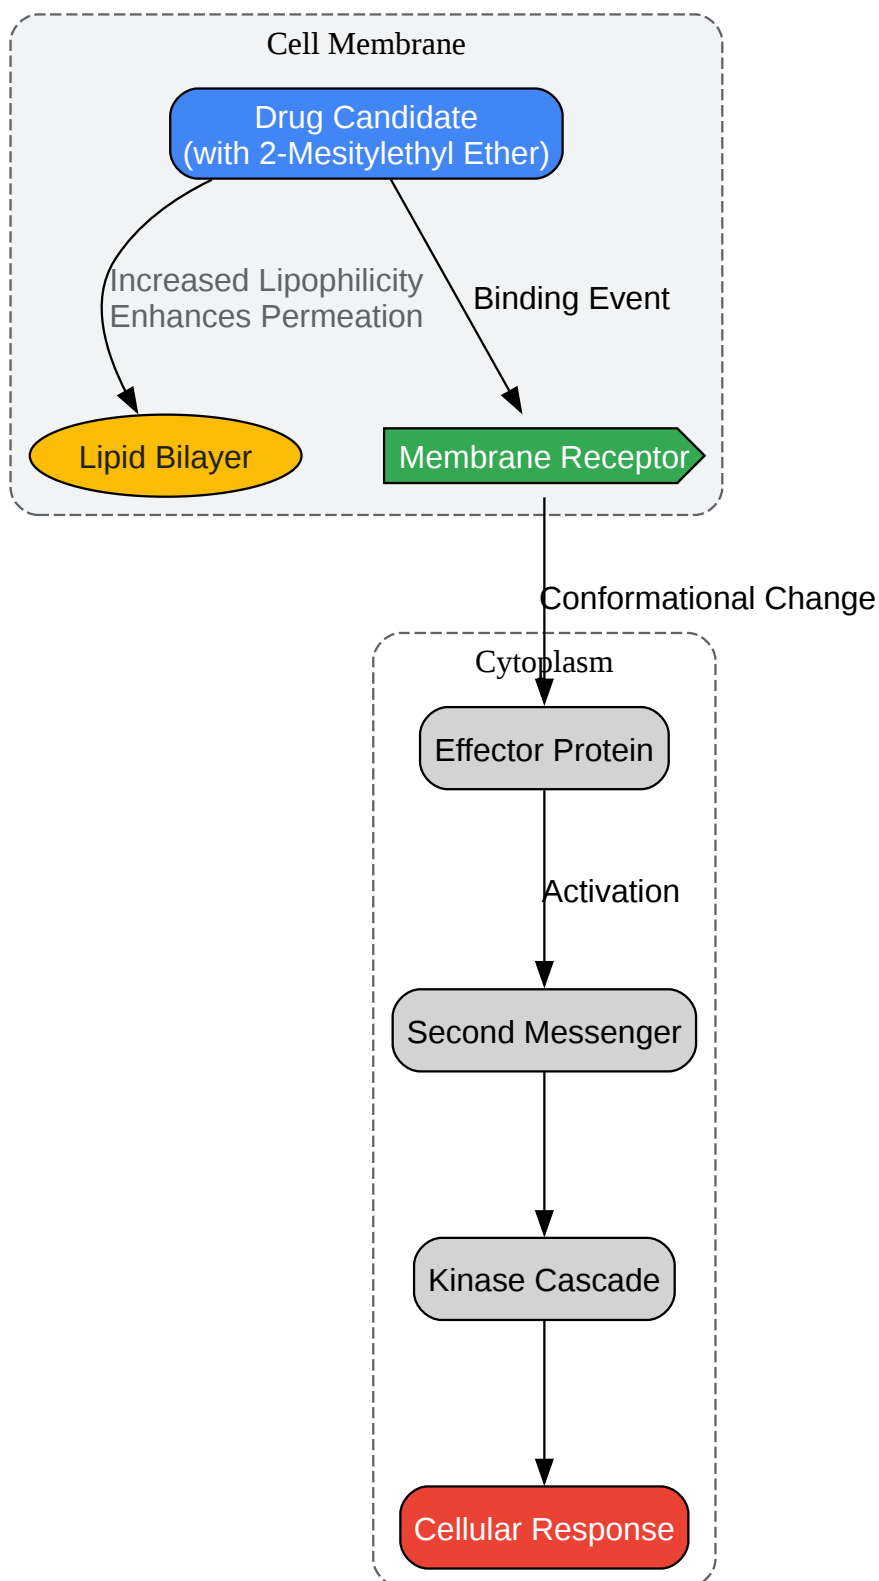 Cell Membrane
Drug Candidate
(with 2-Mesitylethyl Ether)
Increased Lipophilicity
Enhances Permeation
Binding Event
Lipid Bilayer
Membrane Receptor
Conformational Change
Cytoplasm
Effector Protein
Activation
Second Messenger
Kinase Cascade
Cellular Response